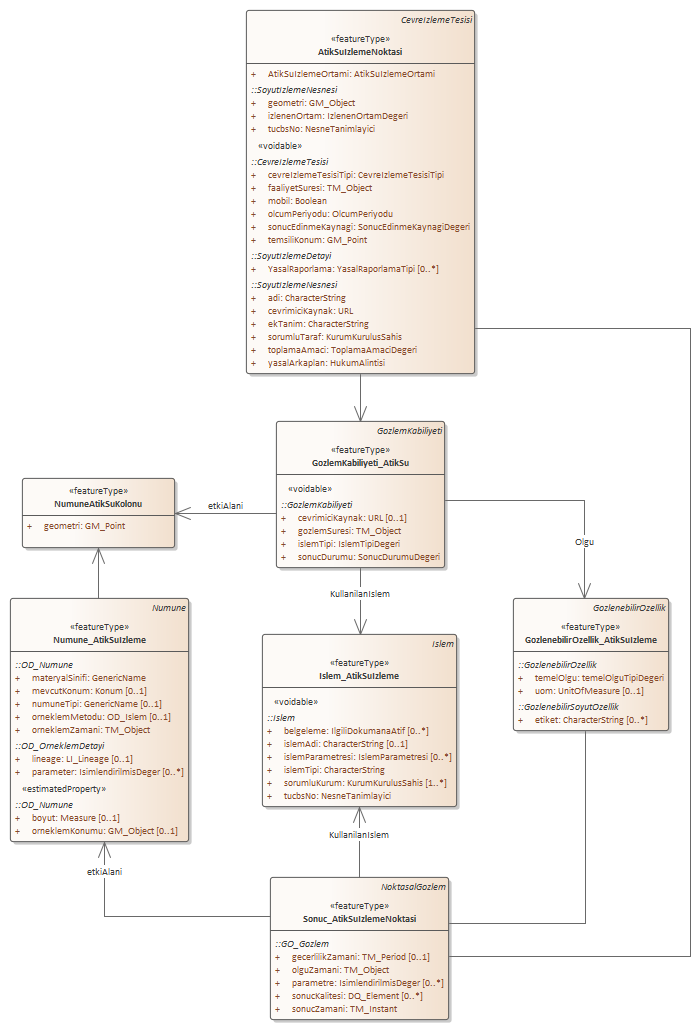 CevreIzlemeTesisi
«featureType»
AtikSuIzlemeNoktasi
+ AtikSuIzlemeOrtami: AtikSuIzlemeOrtami
::SoyutIzlemeNesnesi
+ geometri: GM_Object
+ izlenenOrtam: IzlenenOrtamDegeri
+ tucbsNo: NesneTanimlayici
«voidable»
::CevreIzlemeTesisi
+ cevreIzlemeTesisiTipi: CevreIzlemeTesisiTipi
+ faaliyetSuresi: TM_Object
+ mobil: Boolean
+ olcumPeriyodu: OlcumPeriyodu
+ sonucEdinmeKaynagi: SonucEdinmeKaynagiDegeri
+ temsiliKonum: GM_Point
::SoyutIzlemeDetayi
+ YasalRaporlama: YasalRaporlamaTipi [0..*]
::SoyutIzlemeNesnesi
+ adi: CharacterString
+ cevrimiciKaynak: URL
+ ekTanim: CharacterString
+ sorumluTaraf: KurumKurulusSahis
+ toplamaAmaci: ToplamaAmaciDegeri
+ yasalArkaplan: HukumAlintisi
GozlemKabiliyeti
«featureType»
GozlemKabiliyeti_AtikSu
«voidable»
::GozlemKabiliyeti
+ cevrimiciKaynak: URL [0..1]
+ gozlemSuresi: TM_Object
+ islemTipi: IslemTipiDegeri
+ sonucDurumu: SonucDurumuDegeri
«featureType»
NumuneAtikSuKolonu
+ geometri: GM_Point
etkiAlani
Olgu
KullanilanIslem
Numune
«featureType»
Numune_AtikSuIzleme
::OD_Numune
+ materyalSinifi: GenericName
+ mevcutKonum: Konum [0..1]
+ numuneTipi: GenericName [0..1]
+ orneklemMetodu: OD_Islem [0..1]
+ orneklemZamani: TM_Object
::OD_OrneklemDetayi
+ lineage: LI_Lineage [0..1]
+ parameter: IsimlendirilmisDeger [0..*]
«estimatedProperty»
::OD_Numune
+ boyut: Measure [0..1]
+ orneklemKonumu: GM_Object [0..1]
Islem
«featureType»
Islem_AtikSuIzleme
«voidable»
::Islem
+ belgeleme: IlgiliDokumanaAtif [0..*]
+ islemAdi: CharacterString [0..1]
+ islemParametresi: IslemParametresi [0..*]
+ islemTipi: CharacterString
+ sorumluKurum: KurumKurulusSahis [1..*]
+ tucbsNo: NesneTanimlayici
GozlenebilirOzellik
«featureType»
GozlenebilirOzellik_AtikSuIzleme
::GozlenebilirOzellik
+ temelOlgu: temelOlguTipiDegeri
+ uom: UnitOfMeasure [0..1]
::GozlenebilirSoyutOzellik
+ etiket: CharacterString [0..*]
KullanilanIslem
etkiAlani
NoktasalGozlem
«featureType»
Sonuc_AtikSuIzlemeNoktasi
::GO_Gozlem
+ gecerlilikZamani: TM_Period [0..1]
+ olguZamani: TM_Object
+ parametre: IsimlendirilmisDeger [0..*]
+ sonucKalitesi: DQ_Element [0..*]
+ sonucZamani: TM_Instant